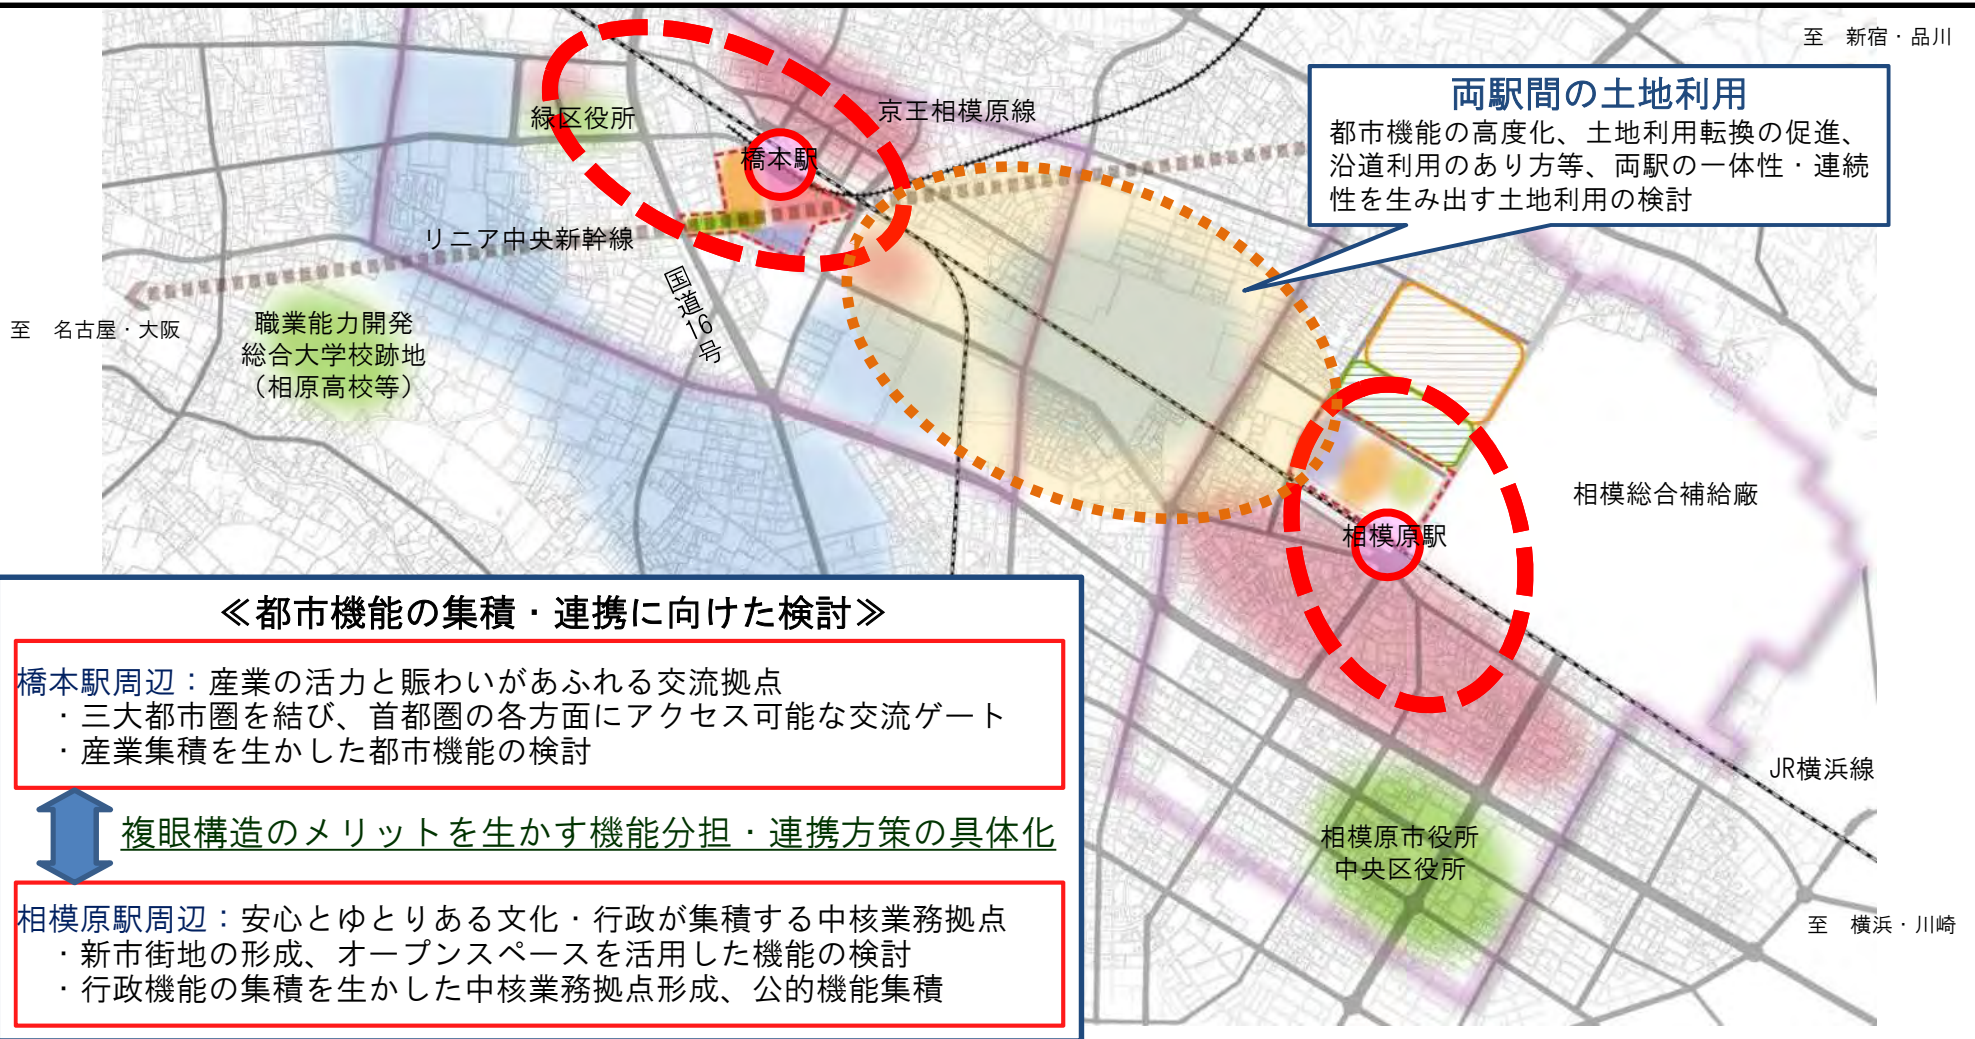 至　新宿・品川
両駅間の土地利用
都市機能の高度化、土地利用転換の促進、
沿道利用のあり方等、両駅の一体性・連続
性を生み出す土地利用の検討
京王相模原線
緑区役所
橋本駅
リニア中央新幹線
国道16号
至　名古屋・大阪
職業能力開発
総合大学校跡地
（相原高校等）
相模総合補給廠
相模原駅
JR横浜線
相模原市役所
中央区役所
至　横浜・川崎
≪都市機能の集積・連携に向けた検討≫
橋本駅周辺：産業の活力と賑わいがあふれる交流拠点
・三大都市圏を結び、首都圏の各方面にアクセス可能な交流ゲート
・産業集積を生かした都市機能の検討
複眼構造のメリットを生かす機能分担・連携方策の具体化
相模原駅周辺：安心とゆとりある文化・行政が集積する中核業務拠点
・新市街地の形成、オープンスペースを活用した機能の検討
・行政機能の集積を生かした中核業務拠点形成、公的機能集積